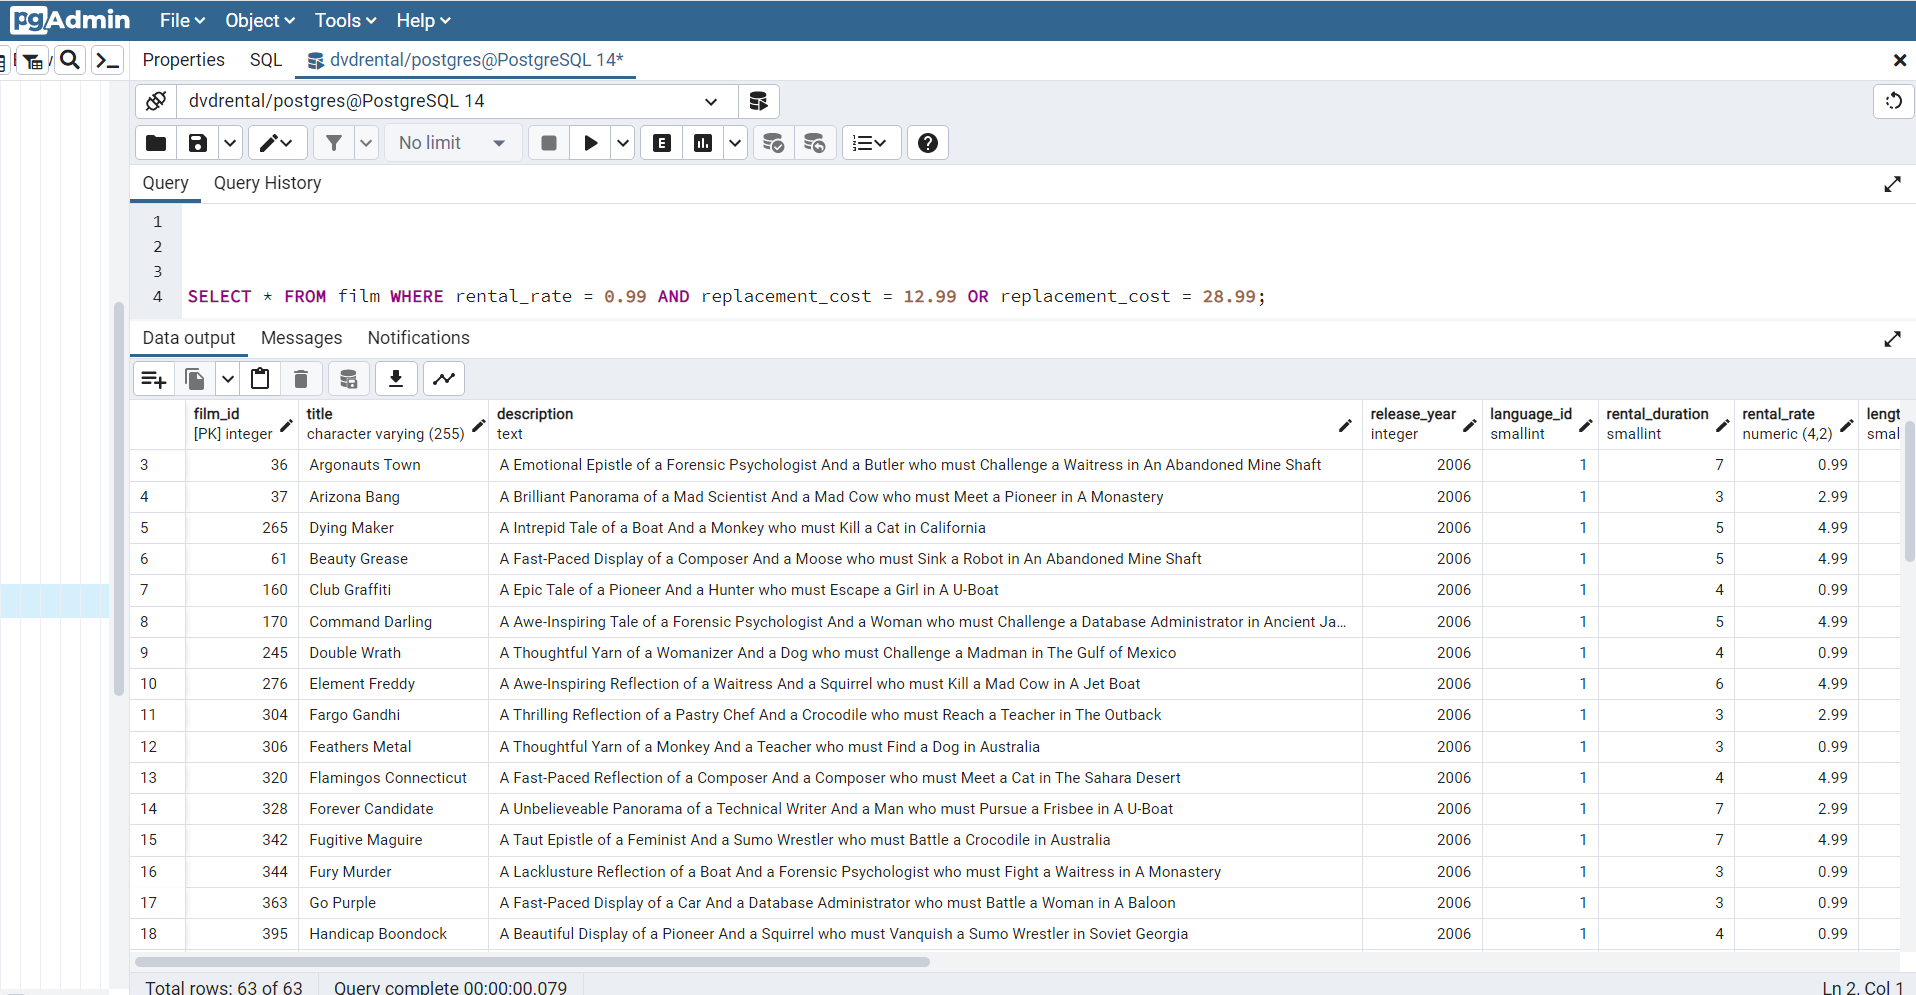 pgAdmin File Object Tools Help
Properties SQL dvdrental/postgres@PostgreSQL 14*
dvdrental/postgres@PostgreSQL 14
No limit
Query Query History
1
2
3
4 SELECT * FROM film WHERE rental_rate = 0.99 AND replacement_cost = 12.99 OR replacement_cost = 28.99;
Data output Messages Notifications
film_id title description release_year language_id rental_duration rental_rate lengt
[PK] integer character varying (255) text integer smallint smallint numeric (4,2) smal
3 36 Argonauts Town A Emotional Epistle of a Forensic Psychologist And a Butler who must Challenge a Waitress in An Abandoned Mine Shaft 2006 1 7 0.99
4 37 Arizona Bang A Brilliant Panorama of a Mad Scientist And a Mad Cow who must Meet a Pioneer in A Monastery 2006 1 3 2.99
5 265 Dying Maker A Intrepid Tale of a Boat And a Monkey who must Kill a Cat in California 2006 1 5 4.99
6 61 Beauty Grease A Fast-Paced Display of a Composer And a Moose who must Sink a Robot in An Abandoned Mine Shaft 2006 1 5 4.99
7 160 Club Graffiti A Epic Tale of a Pioneer And a Hunter who must Escape a Girl in A U-Boat 2006 1 4 0.99
8 170 Command Darling A Awe-Inspiring Tale of a Forensic Psychologist And a Woman who must Challenge a Database Administrator in Ancient Ja... 2006 1 5 4.99
9 245 Double Wrath A Thoughtful Yarn of a Womanizer And a Dog who must Challenge a Madman in The Gulf of Mexico 2006 1 4 0.99
10 276 Element Freddy A Awe-Inspiring Reflection of a Waitress And a Squirrel who must Kill a Mad Cow in A Jet Boat 2006 1 6 4.99
11 304 Fargo Gandhi A Thrilling Reflection of a Pastry Chef And a Crocodile who must Reach a Teacher in The Outback 2006 1 3 2.99
12 306 Feathers Metal A Thoughtful Yarn of a Monkey And a Teacher who must Find a Dog in Australia 2006 1 3 0.99
13 320 Flamingos Connecticut A Fast-Paced Reflection of a Composer And a Composer who must Meet a Cat in The Sahara Desert 2006 1 4 4.99
14 328 Forever Candidate A Unbelieveable Panorama of a Technical Writer And a Man who must Pursue a Frisbee in A U-Boat 2006 1 7 2.99
15 342 Fugitive Maguire A Taut Epistle of a Feminist And a Sumo Wrestler who must Battle a Crocodile in Australia 2006 1 7 4.99
16 344 Fury Murder A Lacklusture Reflection of a Boat And a Forensic Psychologist who must Fight a Waitress in A Monastery 2006 1 3 0.99
17 363 Go Purple A Fast-Paced Display of a Car And a Database Administrator who must Battle a Woman in A Baloon 2006 1 3 0.99
18 395 Handicap Boondock A Beautiful Display of a Pioneer And a Squirrel who must Vanquish a Sumo Wrestler in Soviet Georgia 2006 1 4 0.99
Total rows: 63 of 63 Query complete 00:00:00.079 Ln 2, Col 1